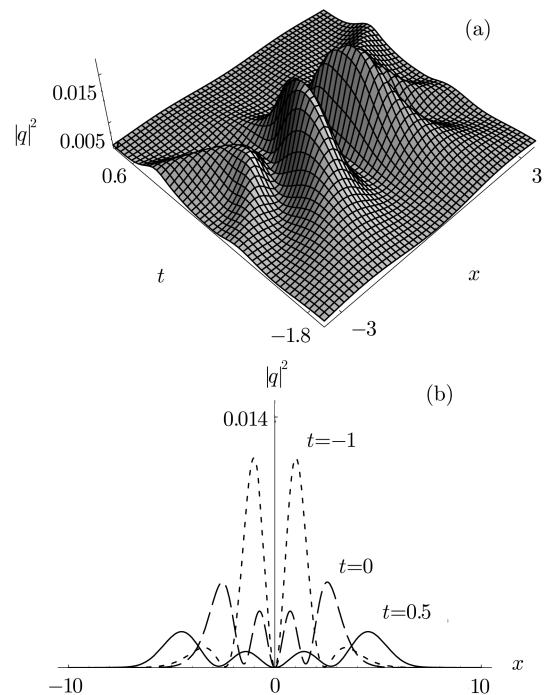 (a)
0.015
|q|²
0.005
0.6
3
t
x
−1.8
−3
|q|²
(b)
0.014
t=−1
t=0
t=0.5
x
−10
0
10